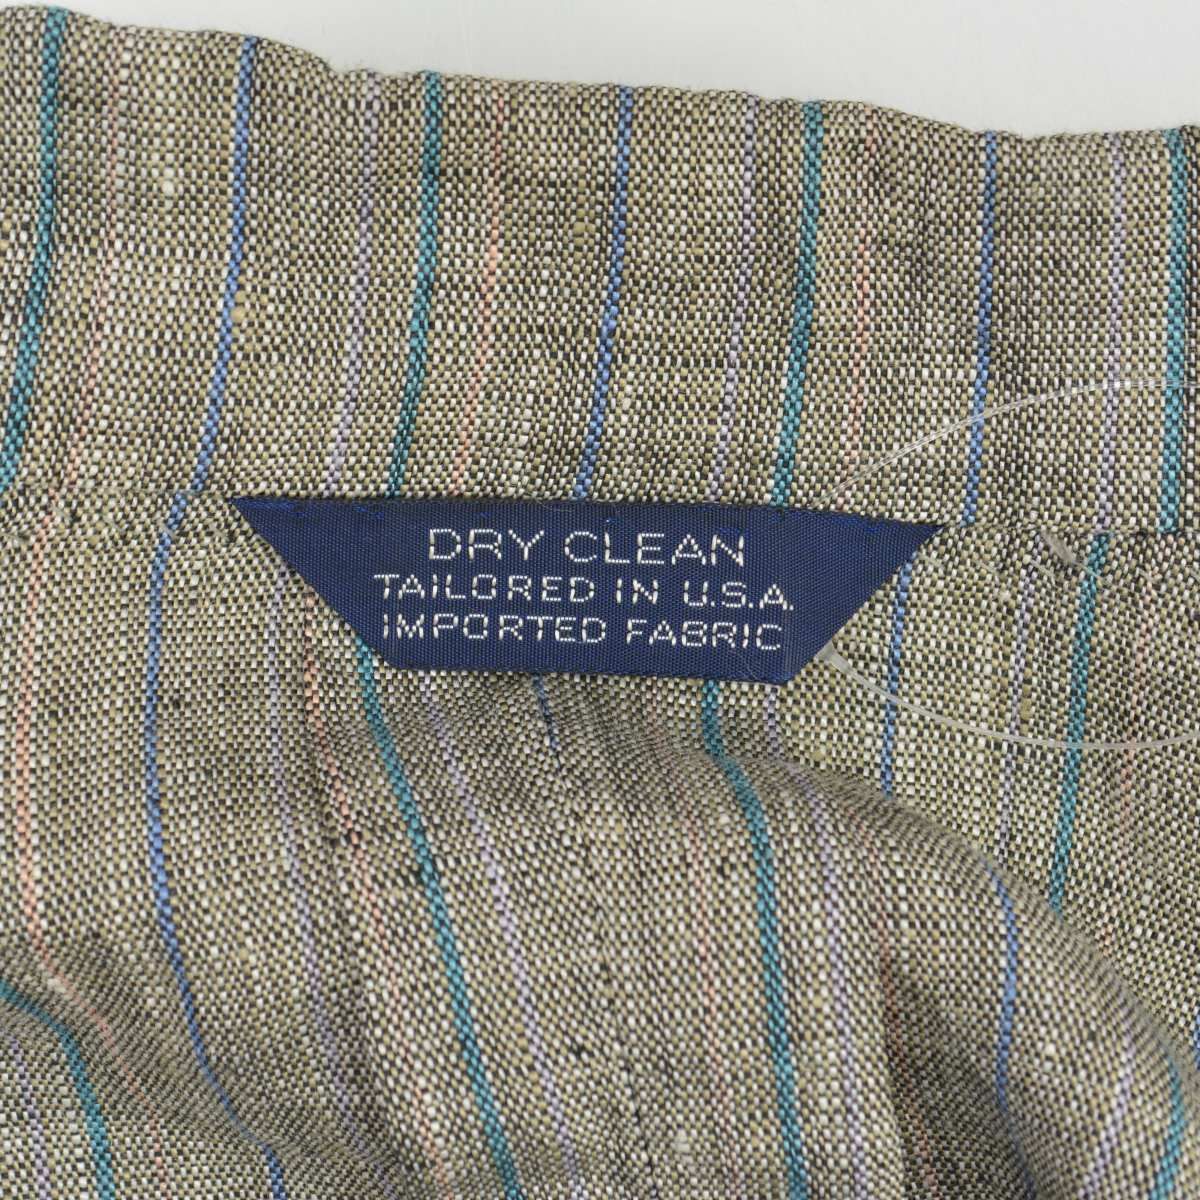 DRY CLEAN
TAILORED IN U.S.A.
IMPORTED FABRIC